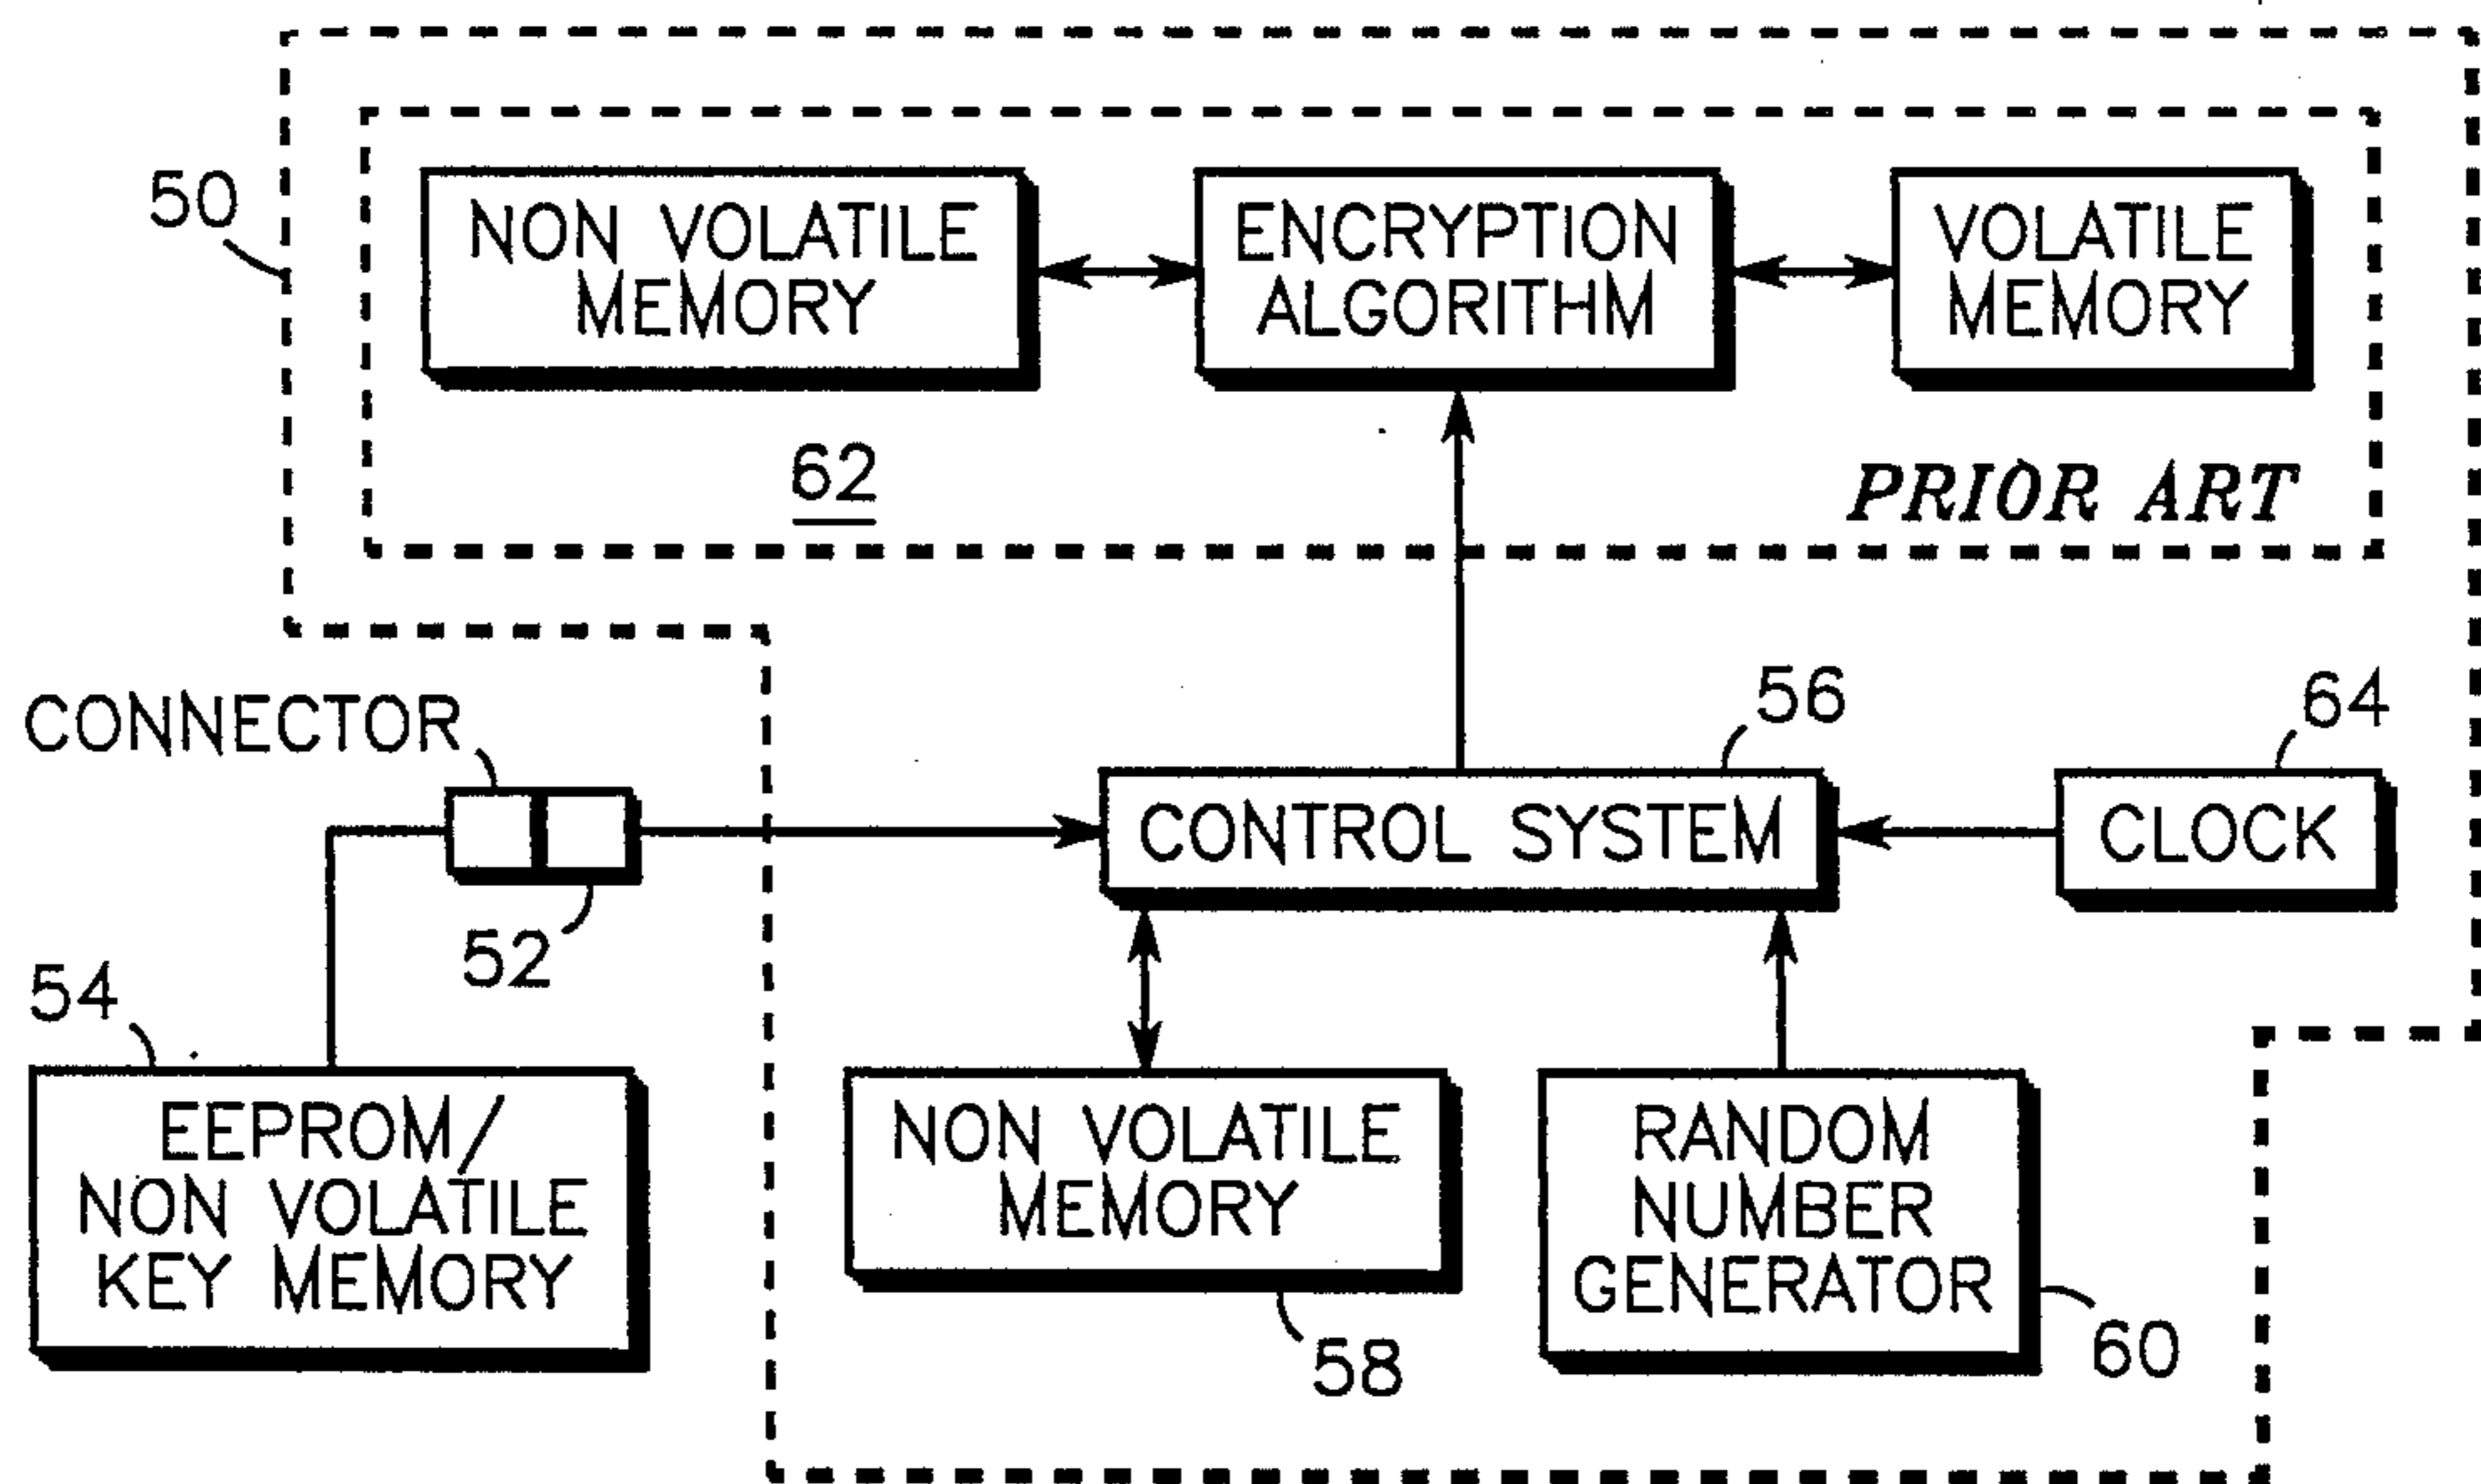 50
NON VOLATILE
MEMORY
ENCRYPTION
ALGORITHM
VOLATILE
MEMORY
62
PRIOR ART
CONNECTOR
52
54
EEPROM/
NON VOLATILE
KEY MEMORY
56
CONTROL SYSTEM
64
CLOCK
NON VOLATILE
MEMORY
58
RANDOM
NUMBER
GENERATOR
60